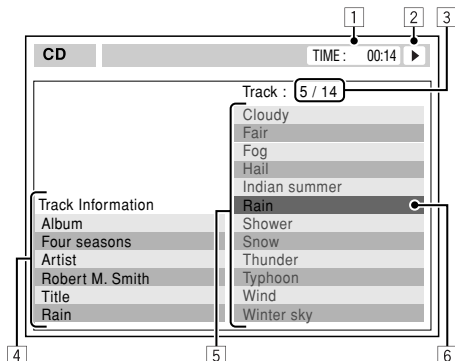 1 2 3
CD TIME : 00:14
Track : 5 / 14
Cloudy
Fair
Fog
Hail
Indian summer
Rain
Shower
Snow
Thunder
Typhoon
Wind
Winter sky
Track Information
Album
Four seasons
Artist
Robert M. Smith
Title
Rain
4 5 6